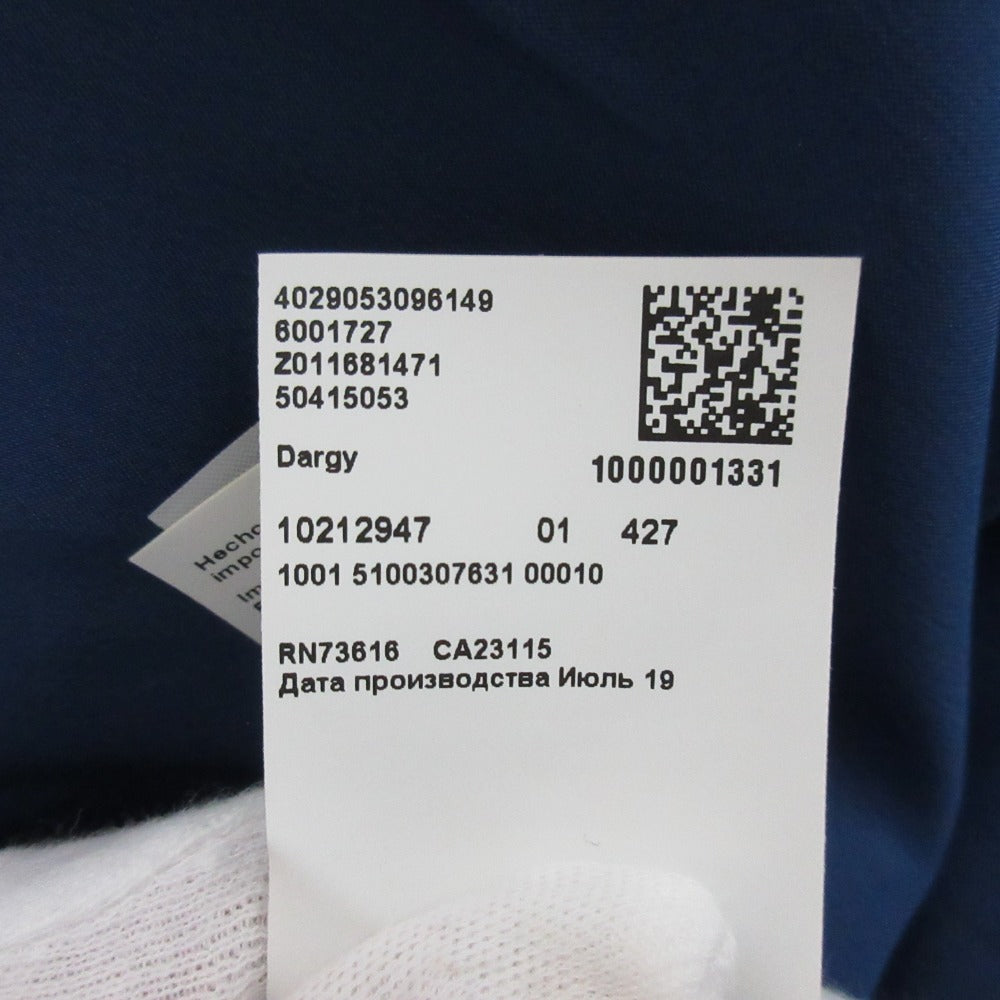 4029053096149
6001727
Z011681471
50415053
Dargy
1000001331
10212947 01 427
1001 5100307631 00010
RN73616 CA23115
Дата производства Июль 19